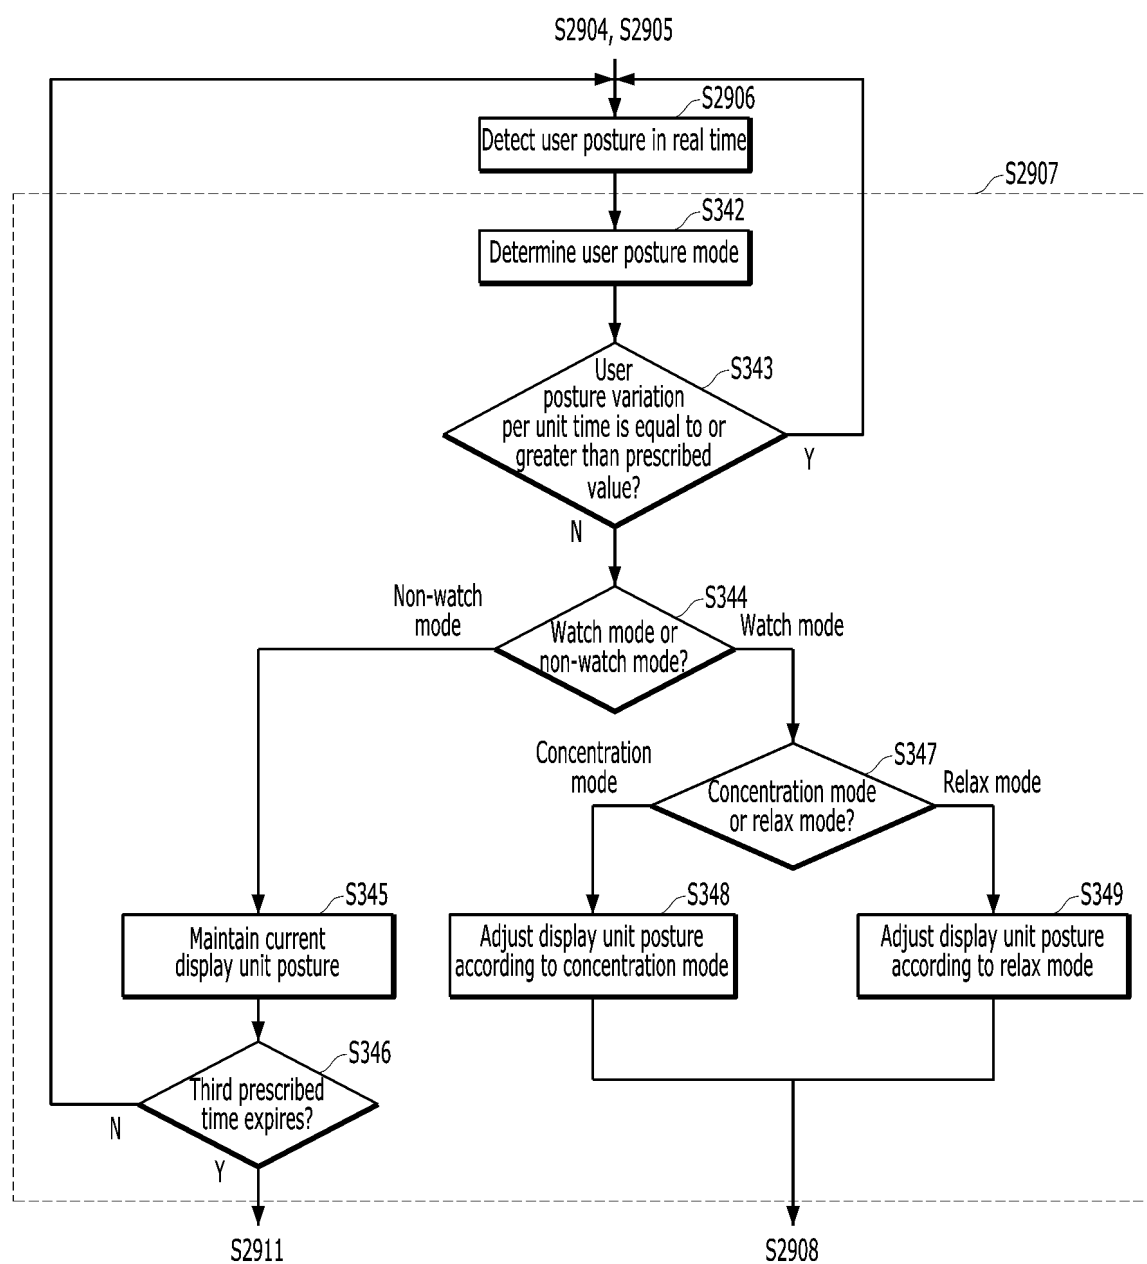 S2904, S2905
S2906
Detect user posture in real time
S2907
S342
Determine user posture mode
S343
User
posture variation
per unit time is equal to or
greater than prescribed
value?
Y
N
S344
Non-watch
mode
Watch mode or
non-watch mode?
Watch mode
S347
Concentration
mode
Concentration mode
or relax mode?
Relax mode
S345
Maintain current
display unit posture
S348
Adjust display unit posture
according to concentration mode
S349
Adjust display unit posture
according to relax mode
S346
Third prescribed
time expires?
N
Y
S2911
S2908